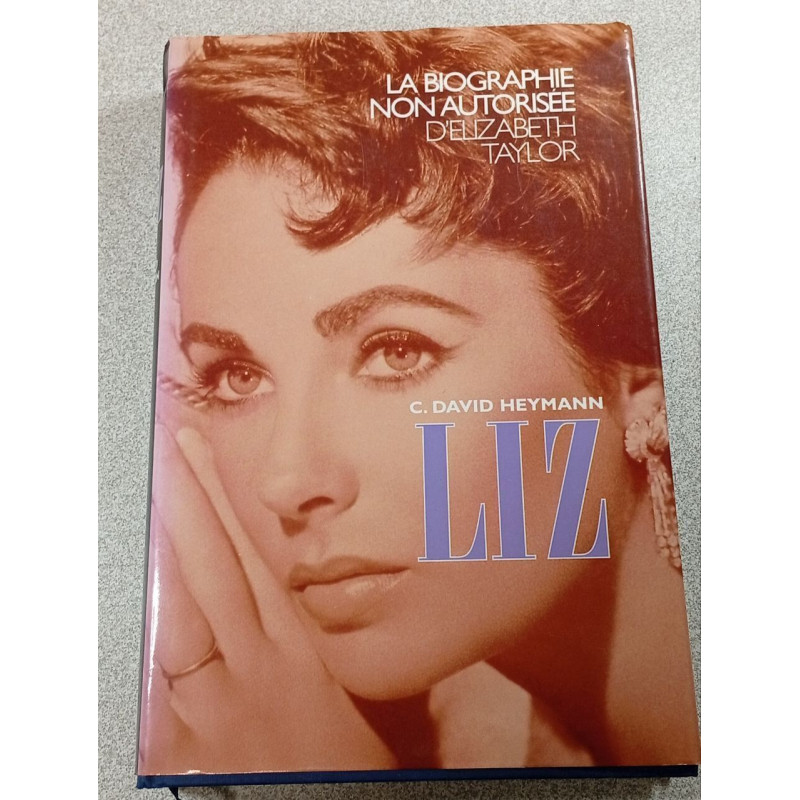 LA BIOGRAPHIE
NON AUTORISÉE
D'ELIZABETH
TAYLOR
C. DAVID HEYMANN
LIZ